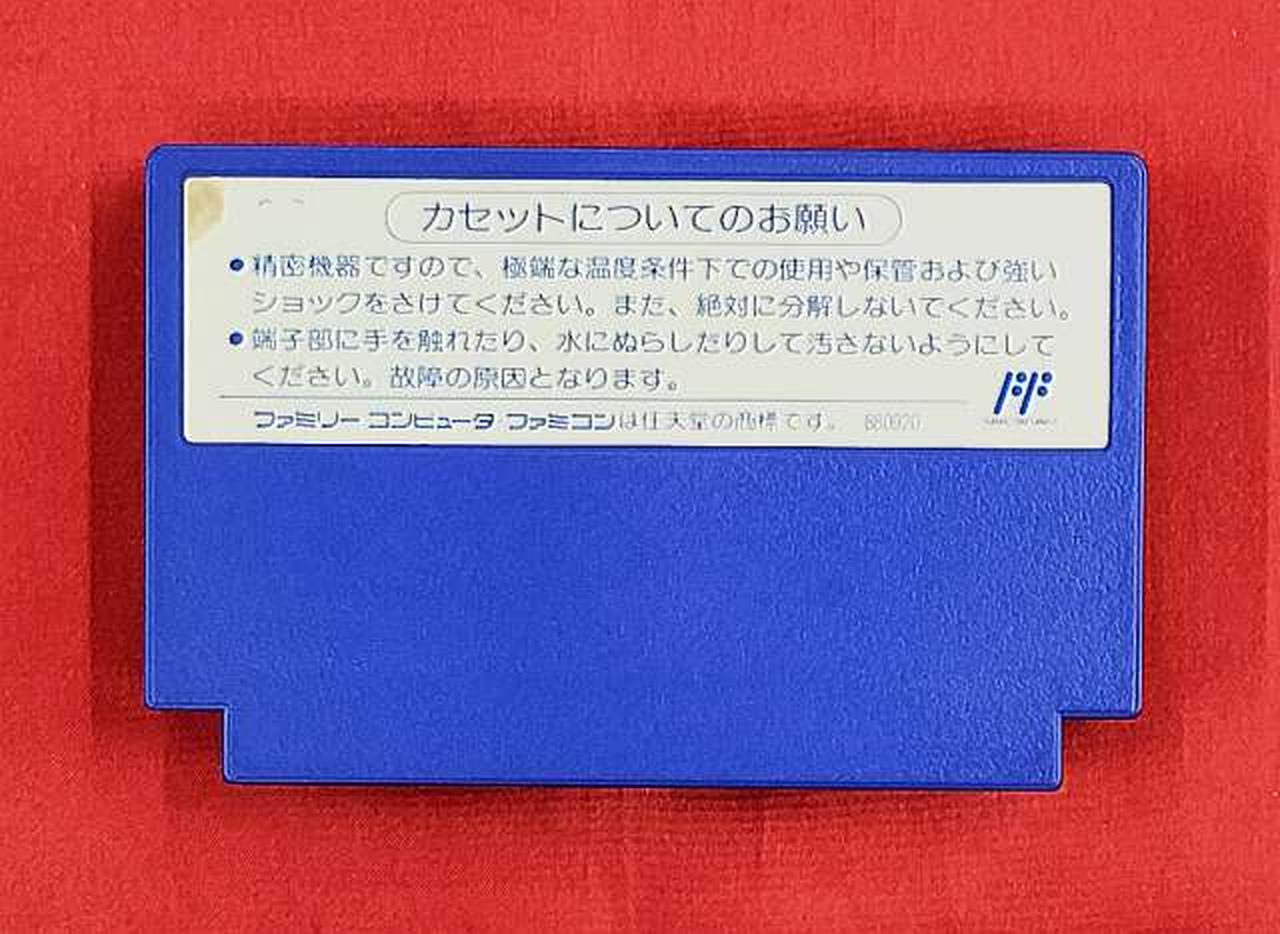 カセットについてのお願い
●精密機器ですので、極端な温度条件下での使用や保管および強い
ショックをさけてください。また、絶対に分解しないでください。
●端子部に手を触れたり、水にぬらしたりして汚さないようにして
ください。故障の原因となります。
ファミリー コンピュータ ファミコンは任天堂の商標です。